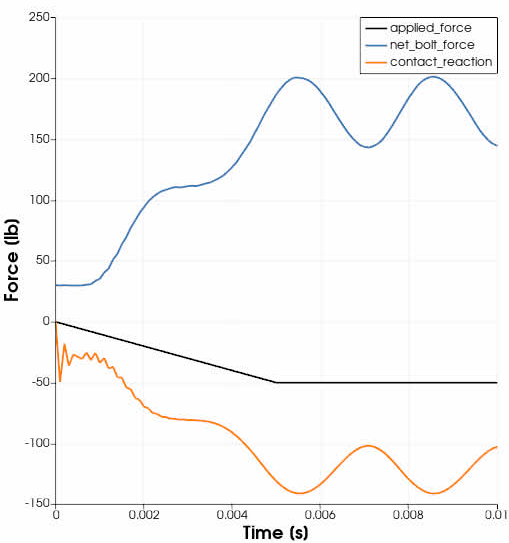 250
200
150
100
50
0
-50
-100
-150
Force (lb)
applied_force
net_bolt_force
contact_reaction
0 0.002 0.004 0.006 0.008 0.01
Time (s)